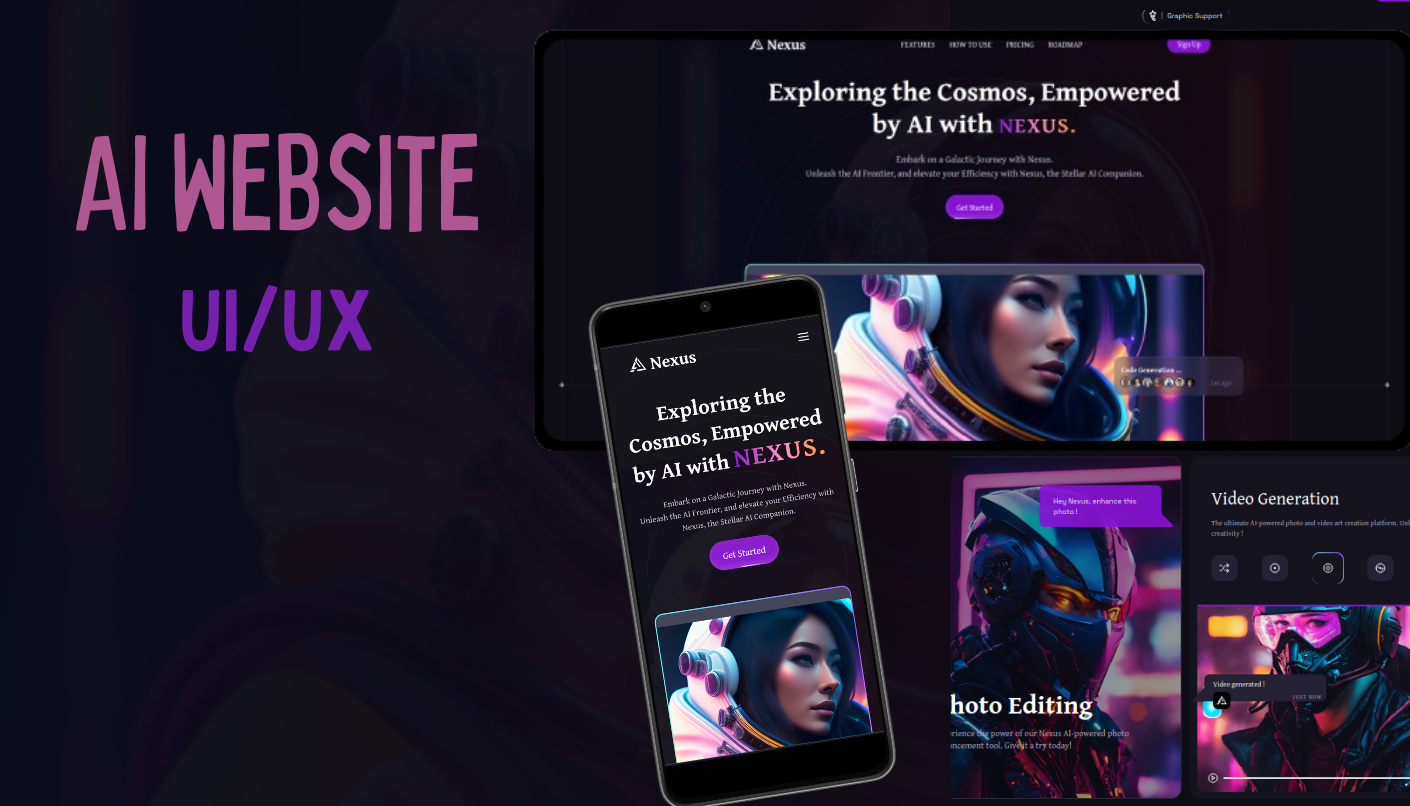 AI WEBSITE
UI/UX
Graphic Support
Nexus
FEATURES HOW TO USE PRICING ROADMAP
Sign Up
Exploring the Cosmos, Empowered
by AI with NEXUS.
Embark on a Galactic Journey with Nexus.
Unleash the AI Frontier, and elevate your Efficiency with Nexus, the Stellar AI Companion.
Get Started
Code Generation ...
1m ago
Nexus
Exploring the
Cosmos, Empowered
by AI with NEXUS.
Embark on a Galactic Journey with Nexus.
Unleash the AI Frontier, and elevate your Efficiency with
Nexus, the Stellar AI Companion.
Get Started
Hey Nexus, enhance this
photo !
hoto Editing
rience the power of our Nexus AI-powered photo
ncement tool. Give it a try today!
Video Generation
The ultimate AI-powered photo and video art creation platform. Unl
creativity !
Video generated !
JUST NOW